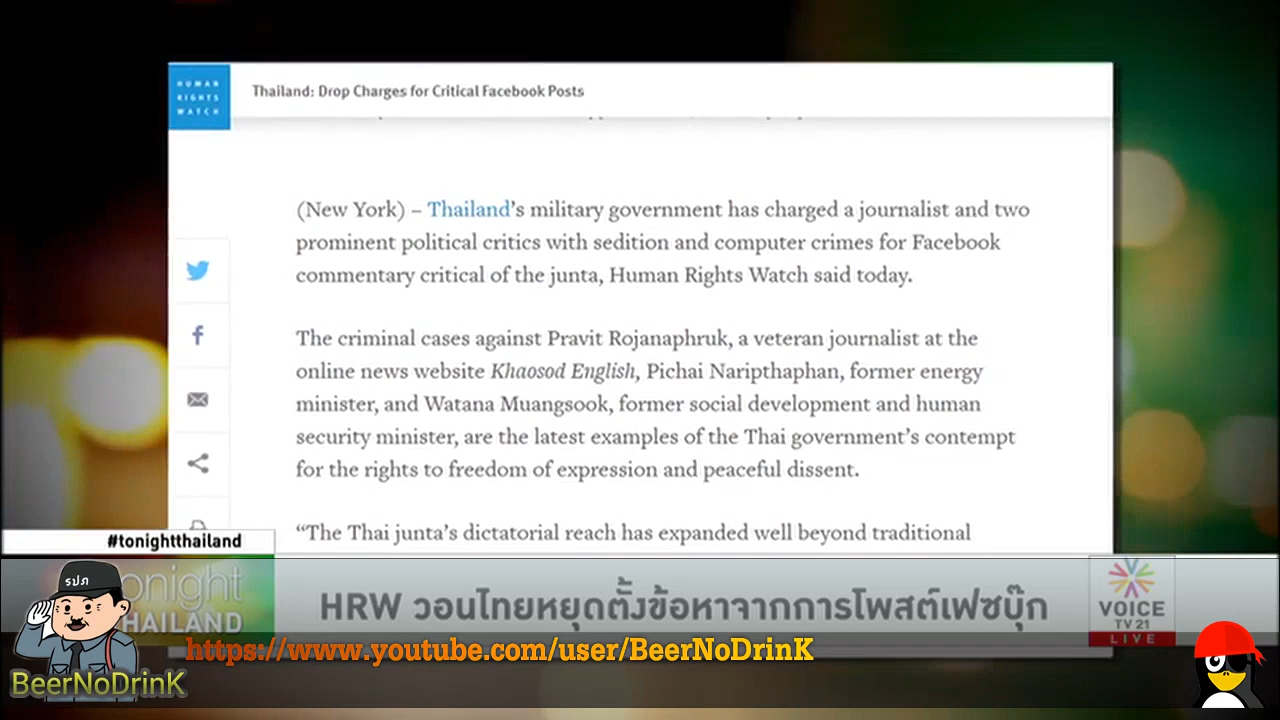 HUMAN
RIGHTS
WATCH
Thailand: Drop Charges for Critical Facebook Posts
(New York) – Thailand's military government has charged a journalist and two
prominent political critics with sedition and computer crimes for Facebook
commentary critical of the junta, Human Rights Watch said today.
The criminal cases against Pravit Rojanaphruk, a veteran journalist at the
online news website Khaosod English, Pichai Naripthaphan, former energy
minister, and Watana Muangsook, former social development and human
security minister, are the latest examples of the Thai government's contempt
for the rights to freedom of expression and peaceful dissent.
“The Thai junta's dictatorial reach has expanded well beyond traditional
#tonightthailand
tonight
THAILAND
HRW วอนไทยหยุดตั้งข้อหาจากการโพสต์เฟซบุ๊ก
VOICE
TV 21
LIVE
รปภ
https://www.youtube.com/user/BeerNoDrinK
BeerNoDrinK